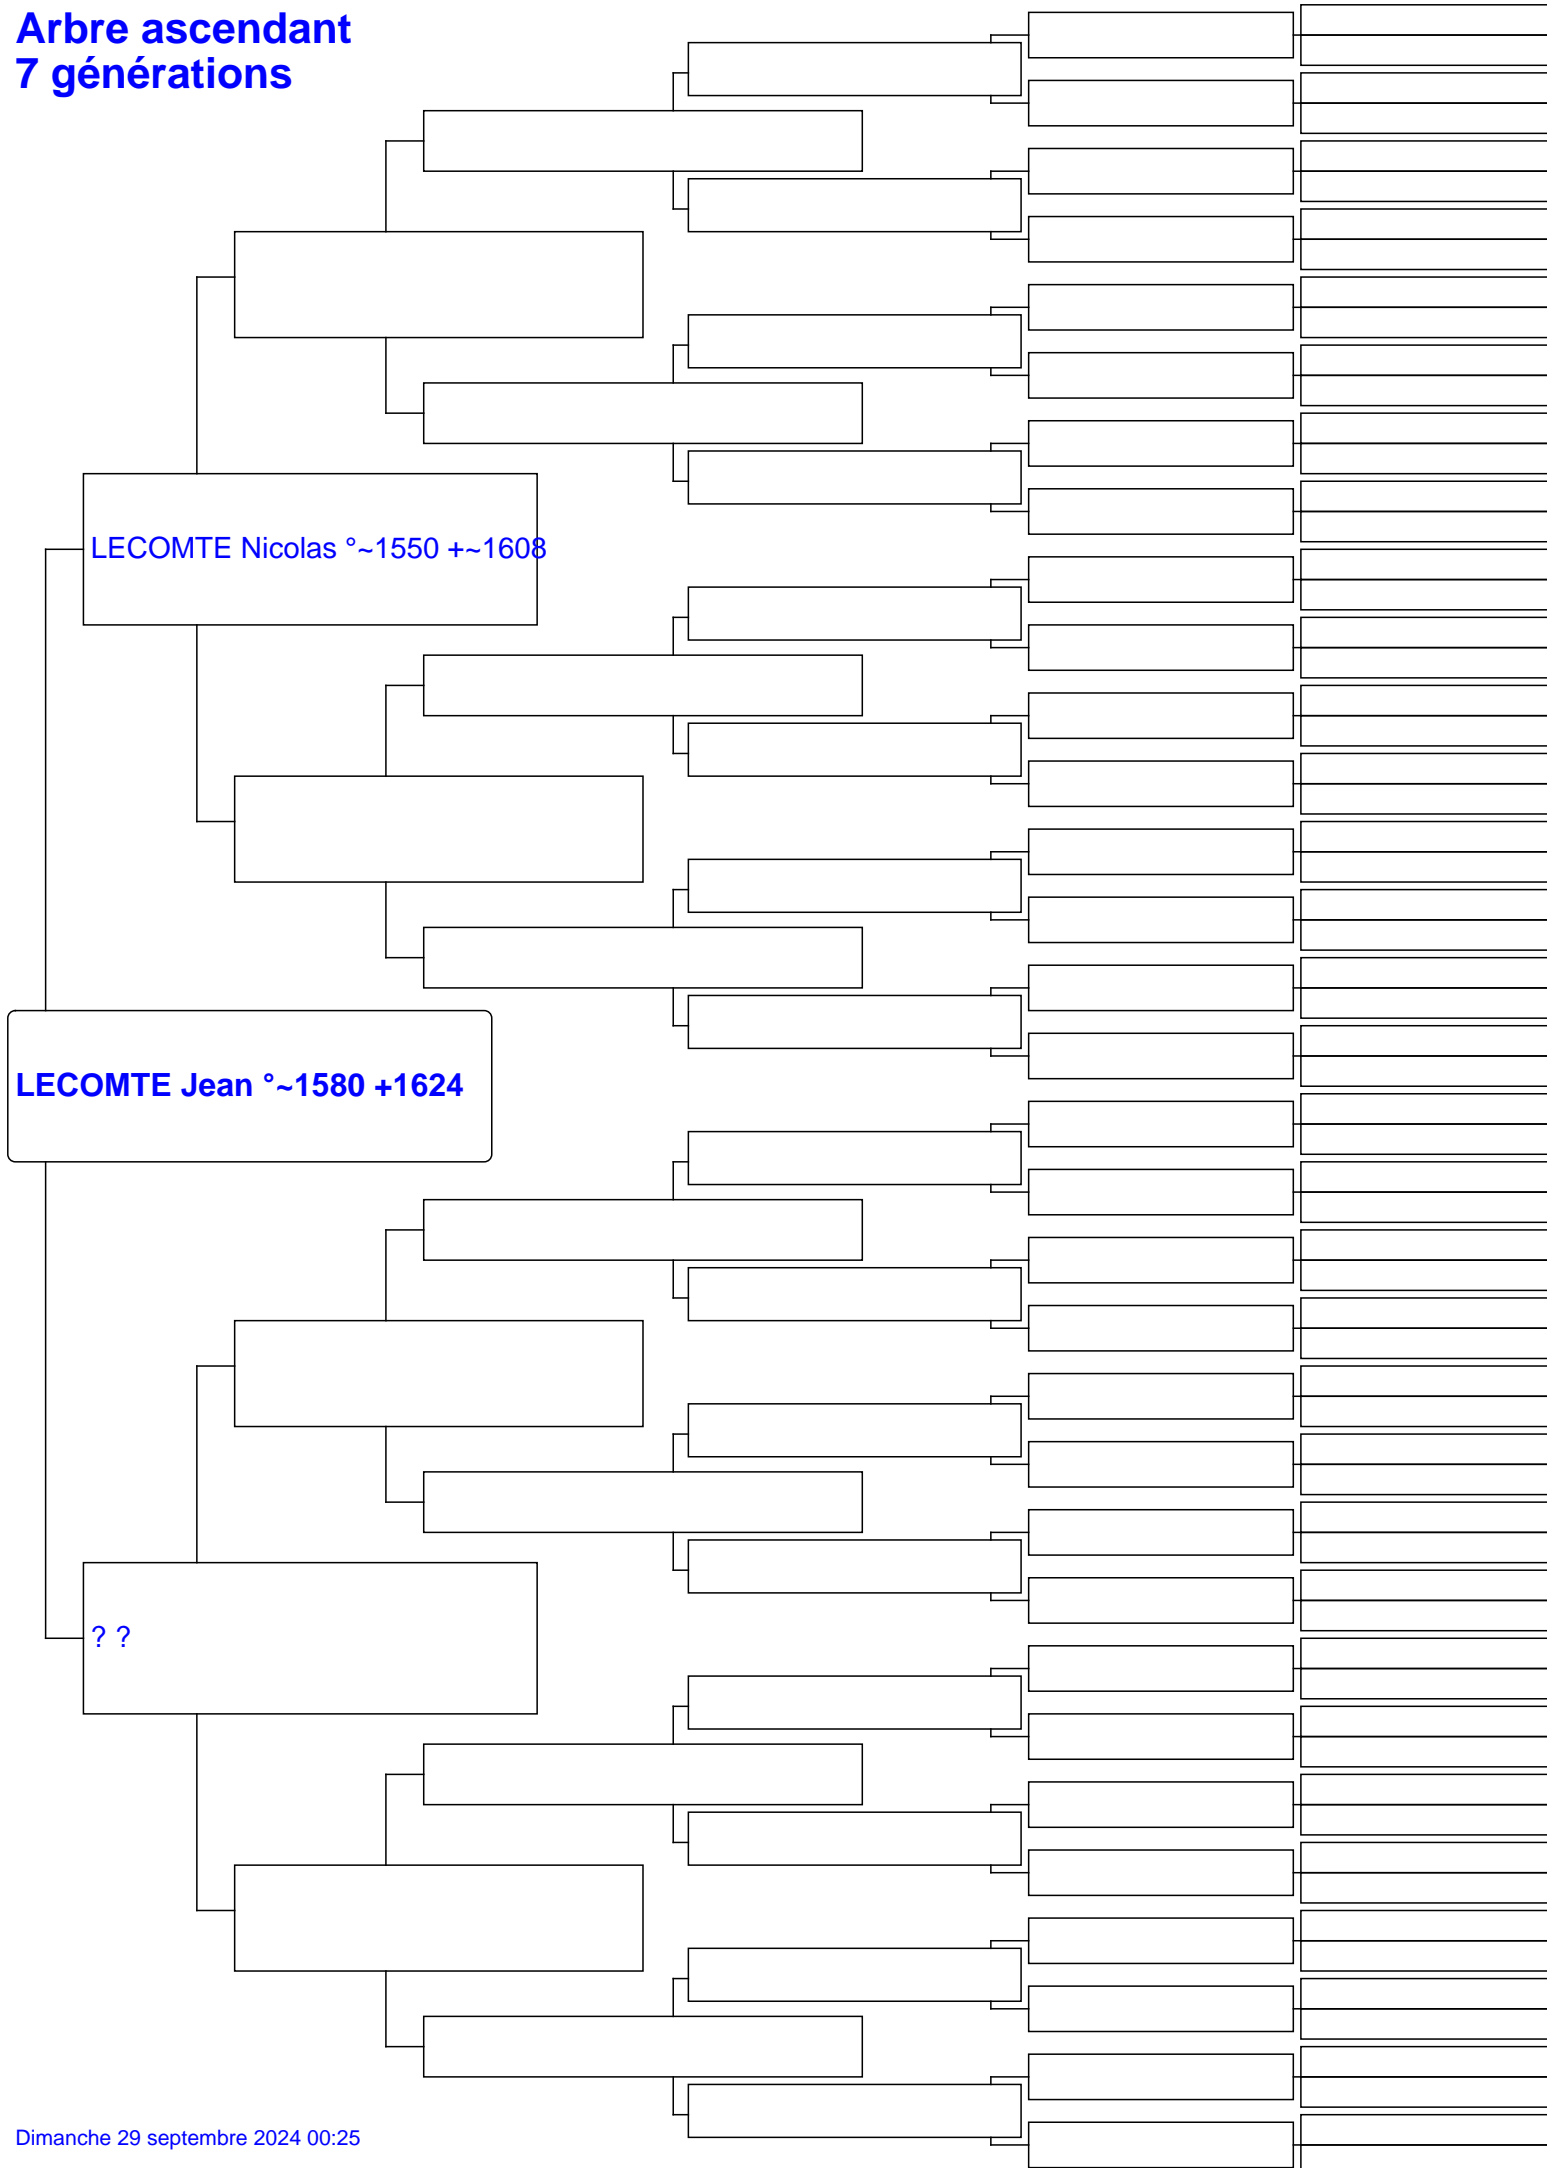 Arbre ascendant
7 générations
LECOMTE Nicolas °~1550 +~1608
LECOMTE Jean °~1580 +1624
? ?
Dimanche 29 septembre 2024 00:25